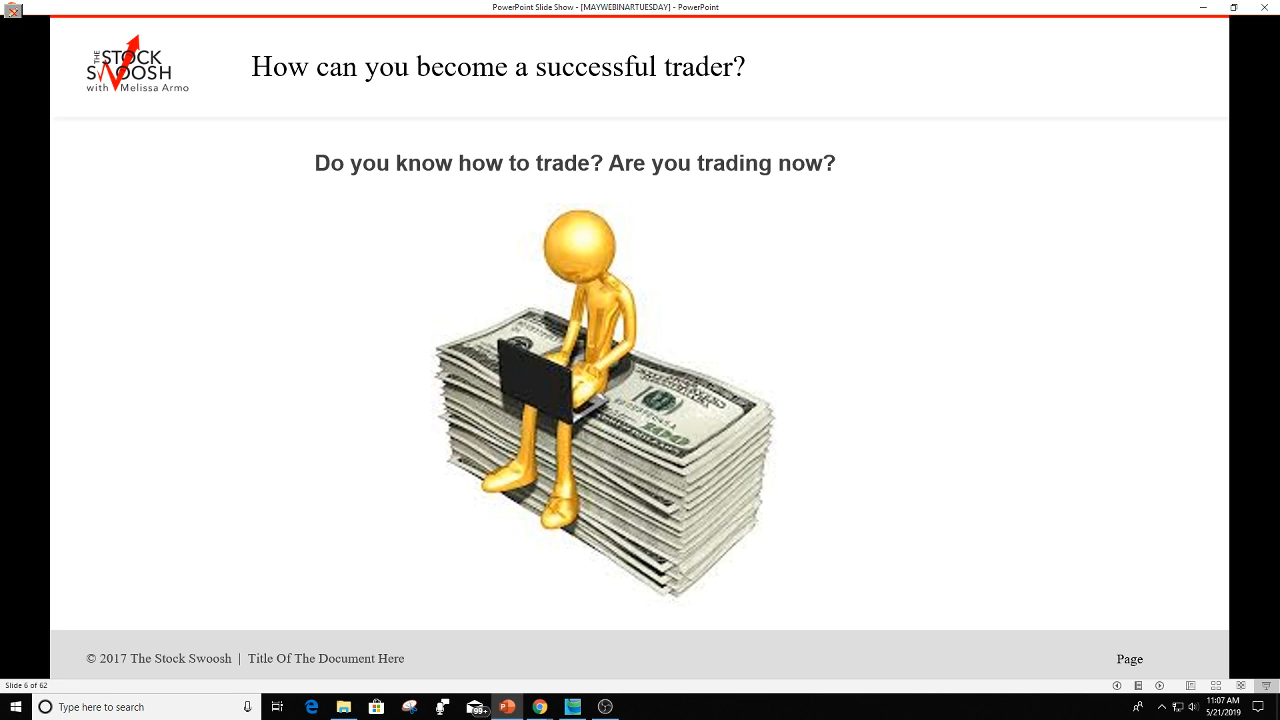 PowerPoint Slide Show - [MAYWEBINARTUESDAY] - PowerPoint
THE
STOCK
SWOOSH
with Melissa Armo
How can you become a successful trader?
Do you know how to trade? Are you trading now?
100
© 2017 The Stock Swoosh | Title Of The Document Here
Page
Slide 6 of 62
Type here to search
99+
11:07 AM
5/21/2019